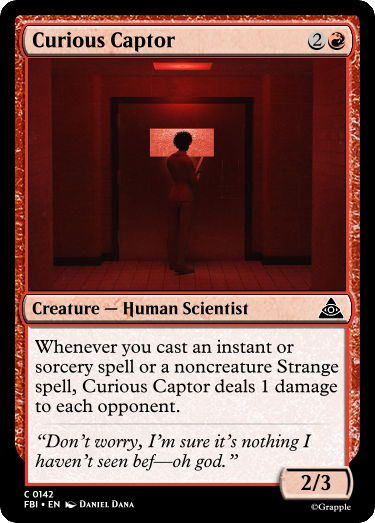 Curious Captor 2
Creature — Human Scientist
Whenever you cast an instant or
sorcery spell or a noncreature Strange
spell, Curious Captor deals 1 damage
to each opponent.
“Don’t worry, I’m sure it’s nothing I
haven’t seen bef—oh god.”
2/3
C 0142
FBI • EN Daniel Dana
©Grapple